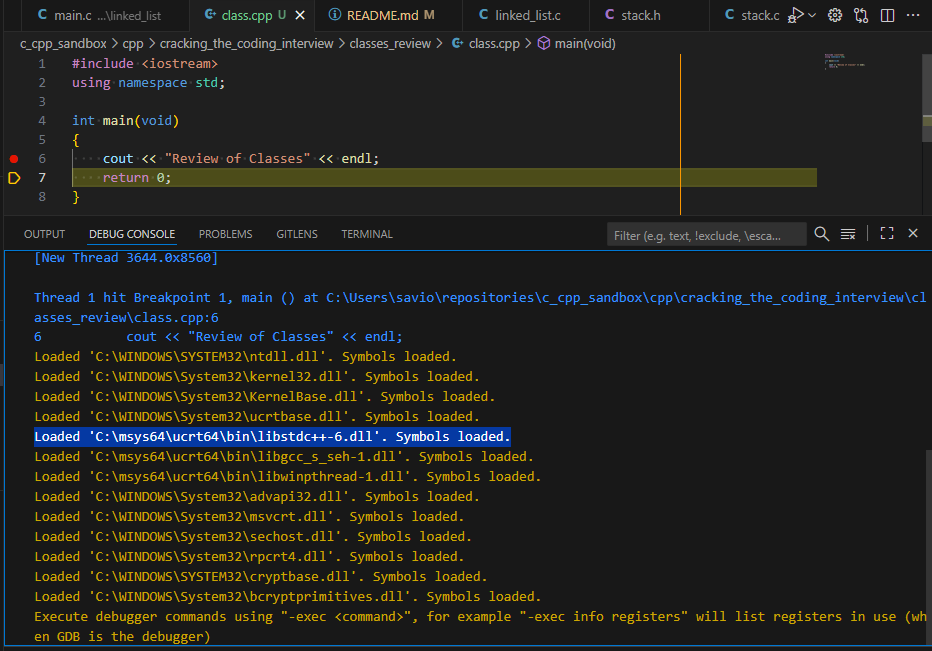 main.c ...\linked_list class.cpp U README.md M linked_list.c stack.h stack.c
c_cpp_sandbox > cpp > cracking_the_coding_interview > classes_review > class.cpp > main(void)
1 #include <iostream>
2 using namespace std;
3
4 int main(void)
5 {
6 cout << "Review of Classes" << endl;
7 return 0;
8 }
OUTPUT DEBUG CONSOLE PROBLEMS GITLENS TERMINAL Filter (e.g. text, !exclude, \esca...
[New Thread 3644.0x8560]
Thread 1 hit Breakpoint 1, main () at C:\Users\savio\repositories\c_cpp_sandbox\cpp\cracking_the_coding_interview\cl
asses_review\class.cpp:6
6 cout << "Review of Classes" << endl;
Loaded 'C:\WINDOWS\SYSTEM32\ntdll.dll'. Symbols loaded.
Loaded 'C:\WINDOWS\System32\kernel32.dll'. Symbols loaded.
Loaded 'C:\WINDOWS\System32\KernelBase.dll'. Symbols loaded.
Loaded 'C:\WINDOWS\System32\ucrtbase.dll'. Symbols loaded.
Loaded 'C:\msys64\ucrt64\bin\libstdc++-6.dll'. Symbols loaded.
Loaded 'C:\msys64\ucrt64\bin\libgcc_s_seh-1.dll'. Symbols loaded.
Loaded 'C:\msys64\ucrt64\bin\libwinpthread-1.dll'. Symbols loaded.
Loaded 'C:\WINDOWS\System32\advapi32.dll'. Symbols loaded.
Loaded 'C:\WINDOWS\System32\msvcrt.dll'. Symbols loaded.
Loaded 'C:\WINDOWS\System32\sechost.dll'. Symbols loaded.
Loaded 'C:\WINDOWS\System32\rpcrt4.dll'. Symbols loaded.
Loaded 'C:\WINDOWS\SYSTEM32\cryptbase.dll'. Symbols loaded.
Loaded 'C:\WINDOWS\System32\bcryptprimitives.dll'. Symbols loaded.
Execute debugger commands using "-exec <command>", for example "-exec info registers" will list registers in use (wh
en GDB is the debugger)